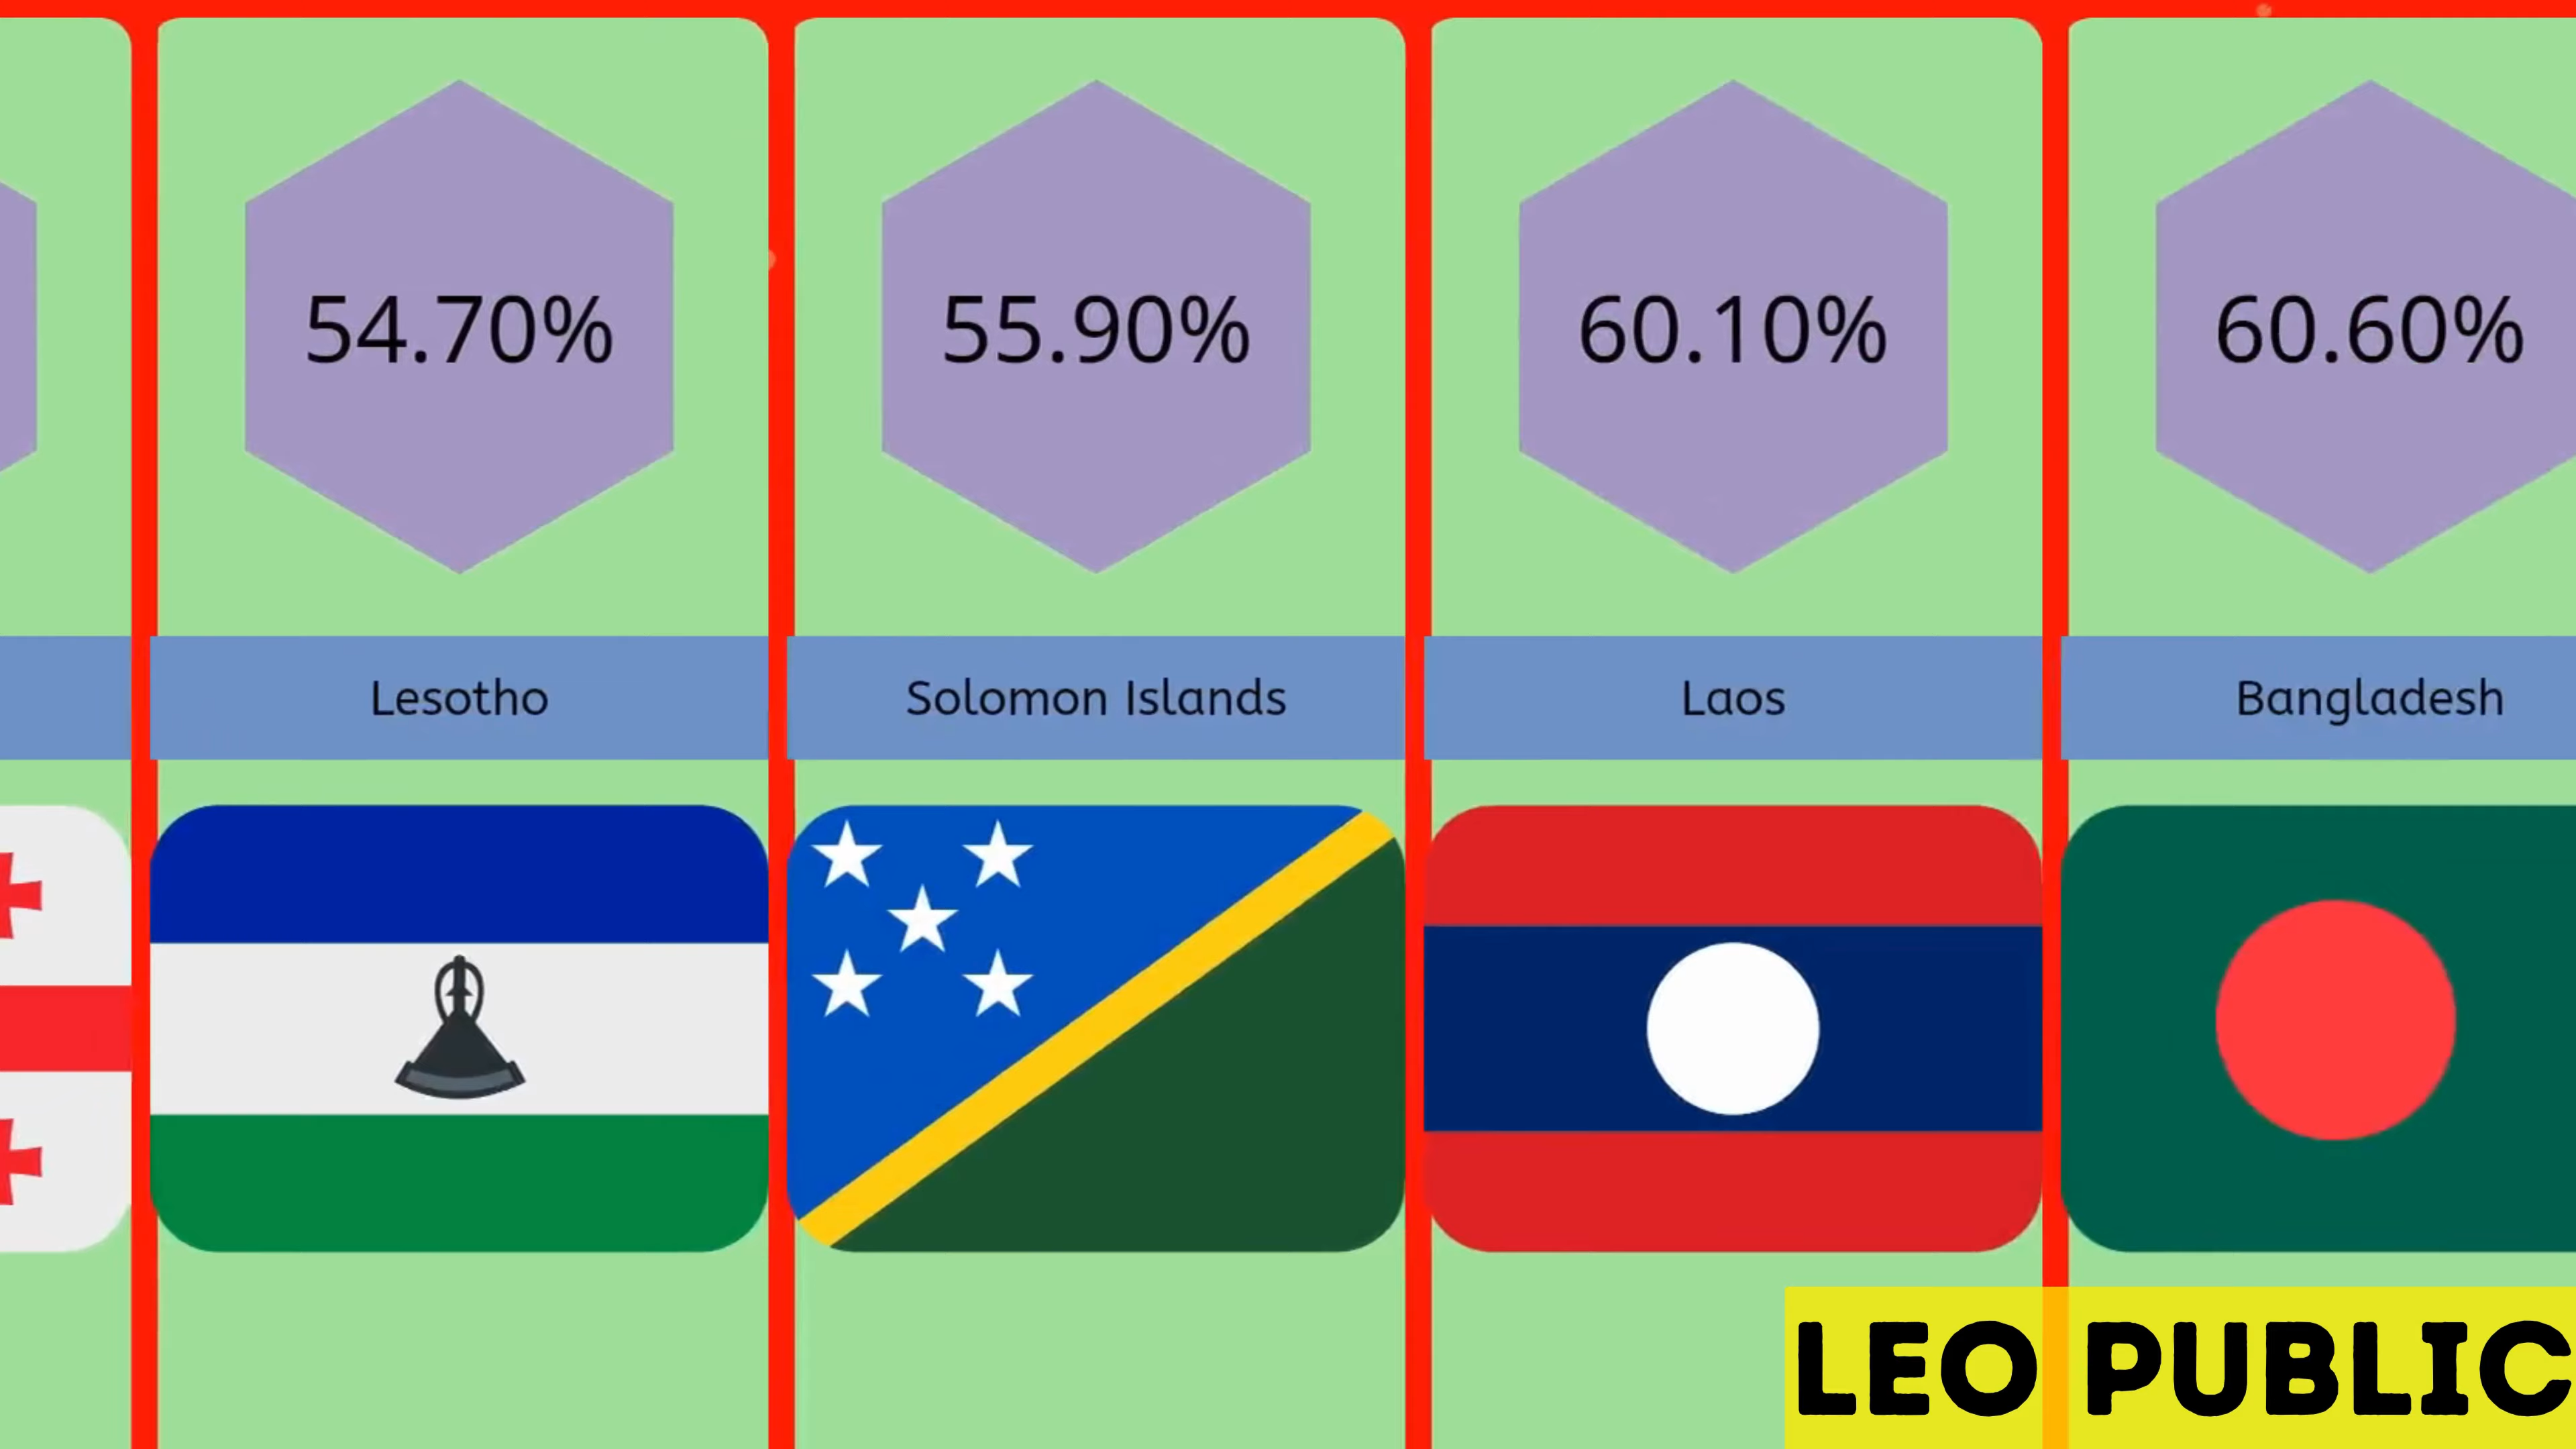 54.70%
55.90%
60.10%
60.60%
Lesotho
Solomon Islands
Laos
Bangladesh
LEO PUBLIC